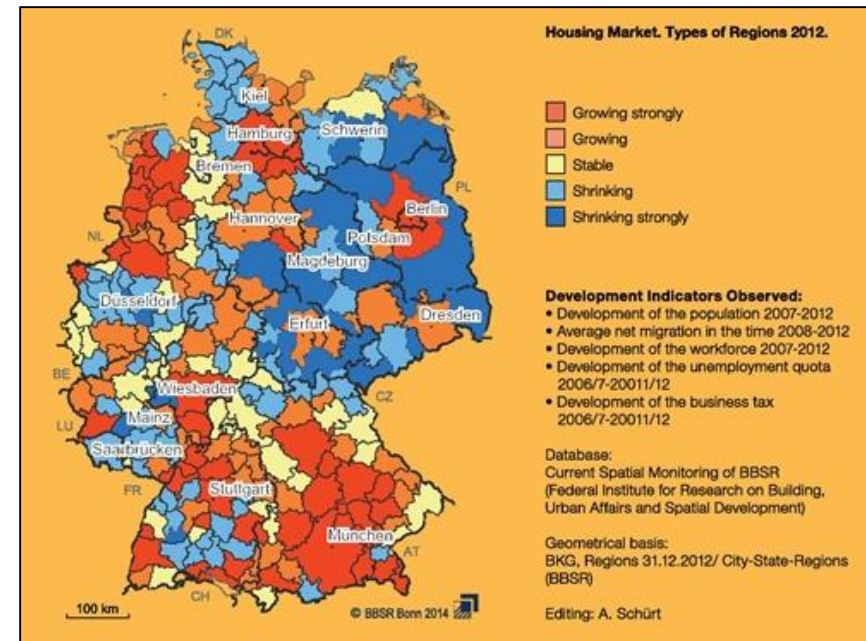 Housing Market. Types of Regions 2012.
Growing strongly
Growing
Stable
Shrinking
Shrinking strongly
Development Indicators Observed:
• Development of the population 2007-2012
• Average net migration in the time 2008-2012
• Development of the workforce 2007-2012
• Development of the unemployment quota
2006/7-20011/12
• Development of the business tax
2006/7-20011/12
Database:
Current Spatial Monitoring of BBSR
(Federal Institute for Research on Building,
Urban Affairs and Spatial Development)
Geometrical basis:
BKG, Regions 31.12.2012/ City-State-Regions
(BBSR)
Editing: A. Schürt
DK
Kiel
Hamburg
Schwerin
Bremen
PL
Berlin
Hannover
Potsdam
NL
Magdeburg
Düsseldorf
Erfurt
Dresden
BE
Wiesbaden
CZ
Mainz
LU
Saarbrücken
FR
Stuttgart
München
AT
CH
100 km
© BBSR Bonn 2014